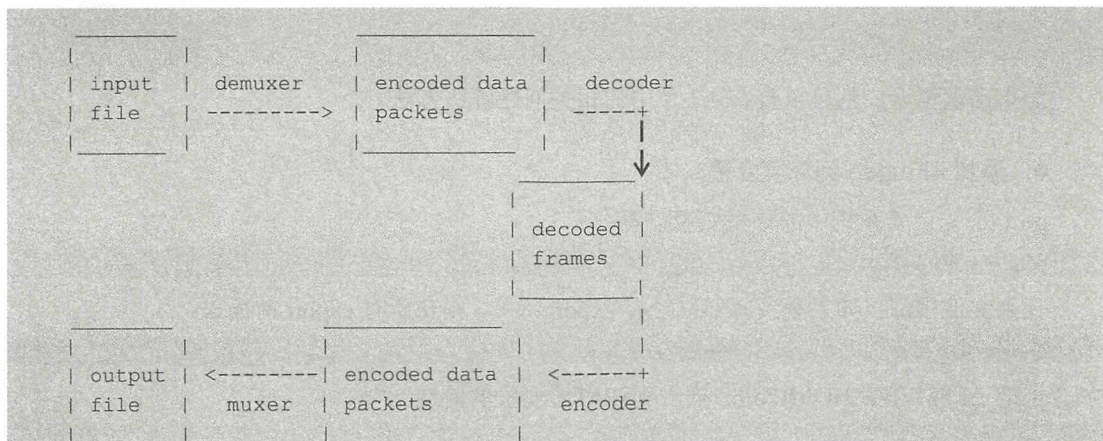 input demuxer encoded data decoder
file packets
decoded
frames
output encoded data
file muxer packets encoder